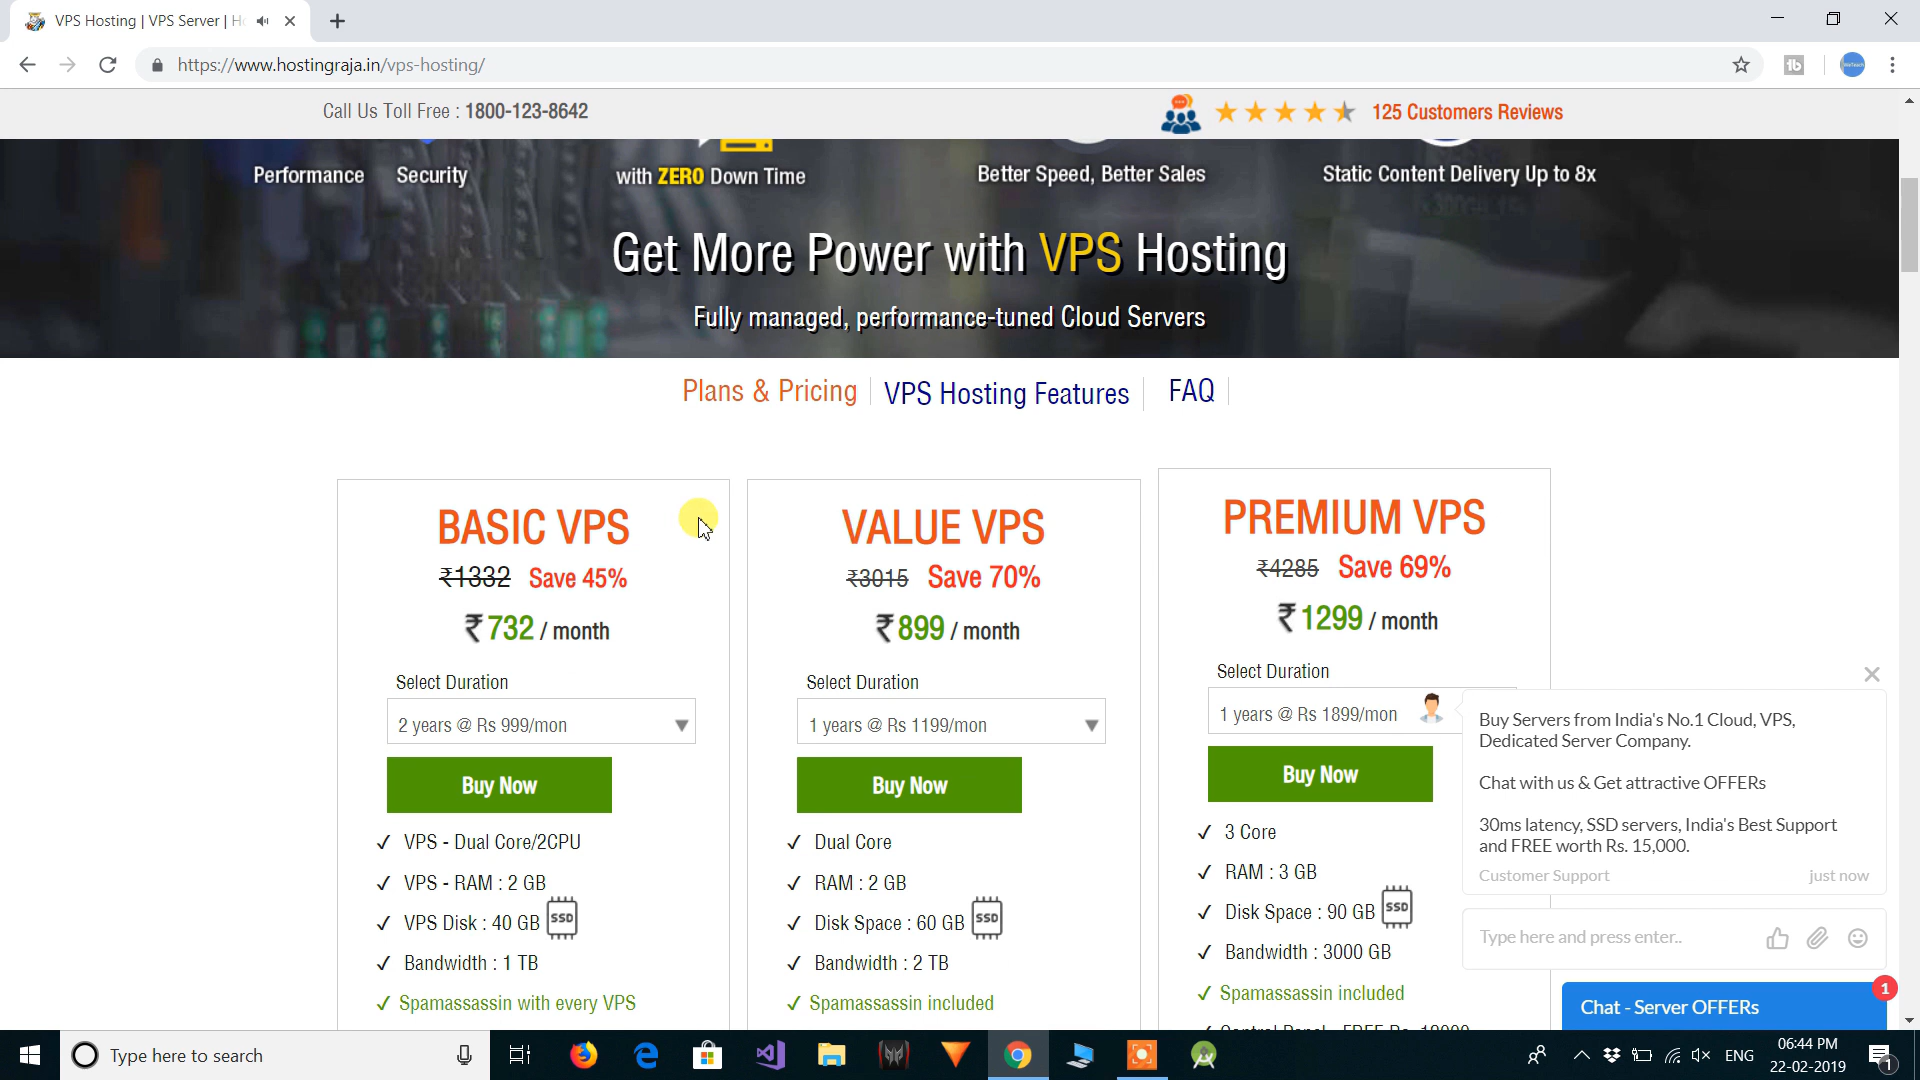 VPS Hosting | VPS Server | H
https://www.hostingraja.in/vps-hosting/
Call Us Toll Free : 1800-123-8642
125 Customers Reviews
Performance Security
with ZERO Down Time
Better Speed, Better Sales
Static Content Delivery Up to 8x
Get More Power with VPS Hosting
Fully managed, performance-tuned Cloud Servers
Plans & Pricing
VPS Hosting Features
FAQ
BASIC VPS
₹1332 Save 45%
₹ 732 / month
Select Duration
2 years @ Rs 999/mon
Buy Now
VPS - Dual Core/2CPU
VPS - RAM : 2 GB
VPS Disk : 40 GB SSD
Bandwidth : 1 TB
Spamassassin with every VPS
VALUE VPS
₹3015 Save 70%
₹ 899 / month
Select Duration
1 years @ Rs 1199/mon
Buy Now
Dual Core
RAM : 2 GB
Disk Space : 60 GB SSD
Bandwidth : 2 TB
Spamassassin included
PREMIUM VPS
₹4285 Save 69%
₹ 1299 / month
Select Duration
1 years @ Rs 1899/mon
Buy Now
3 Core
RAM : 3 GB
Disk Space : 90 GB SSD
Bandwidth : 3000 GB
Spamassassin included
Buy Servers from India's No.1 Cloud, VPS,
Dedicated Server Company.
Chat with us & Get attractive OFFERs
30ms latency, SSD servers, India's Best Support
and FREE worth Rs. 15,000.
Customer Support just now
Type here and press enter..
1
Chat - Server OFFERs
Type here to search
ENG
06:44 PM
22-02-2019
1